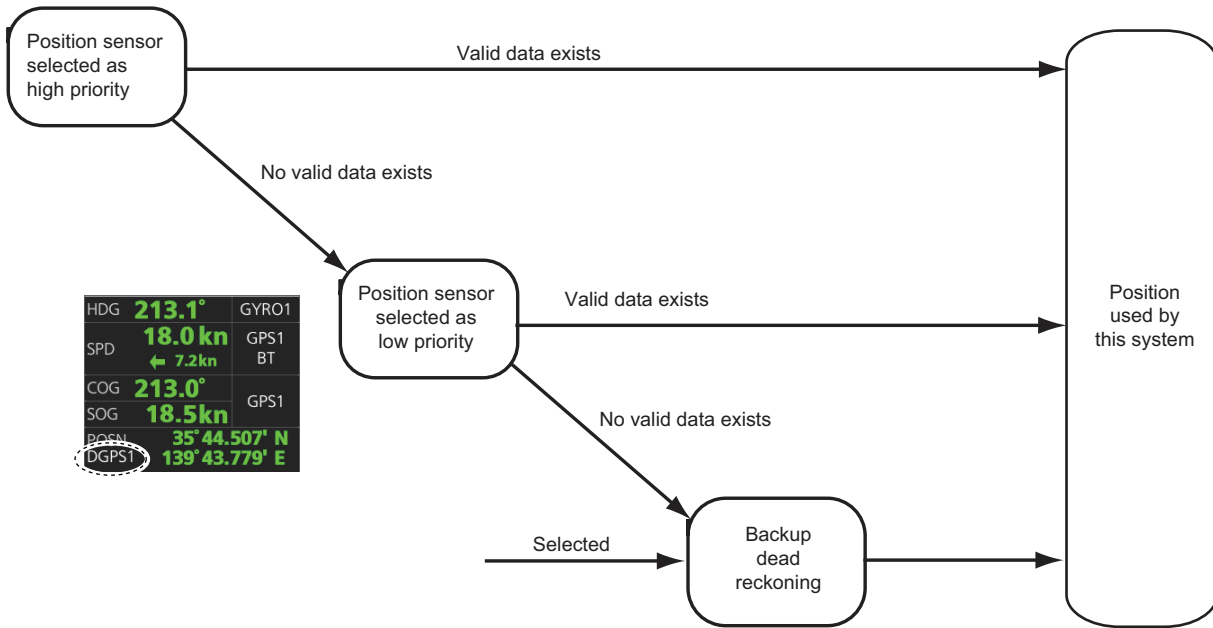 Position sensor
selected as
high priority
Valid data exists
No valid data exists
Position sensor
selected as
low priority
Valid data exists
Position
used by
this system
HDG 213.1° GYRO1
SPD 18.0 kn GPS1
7.2kn BT
COG 213.0°
GPS1
SOG 18.5kn
POSN 35°44.507' N
DGPS1 139°43.779' E
No valid data exists
Selected
Backup
dead
reckoning